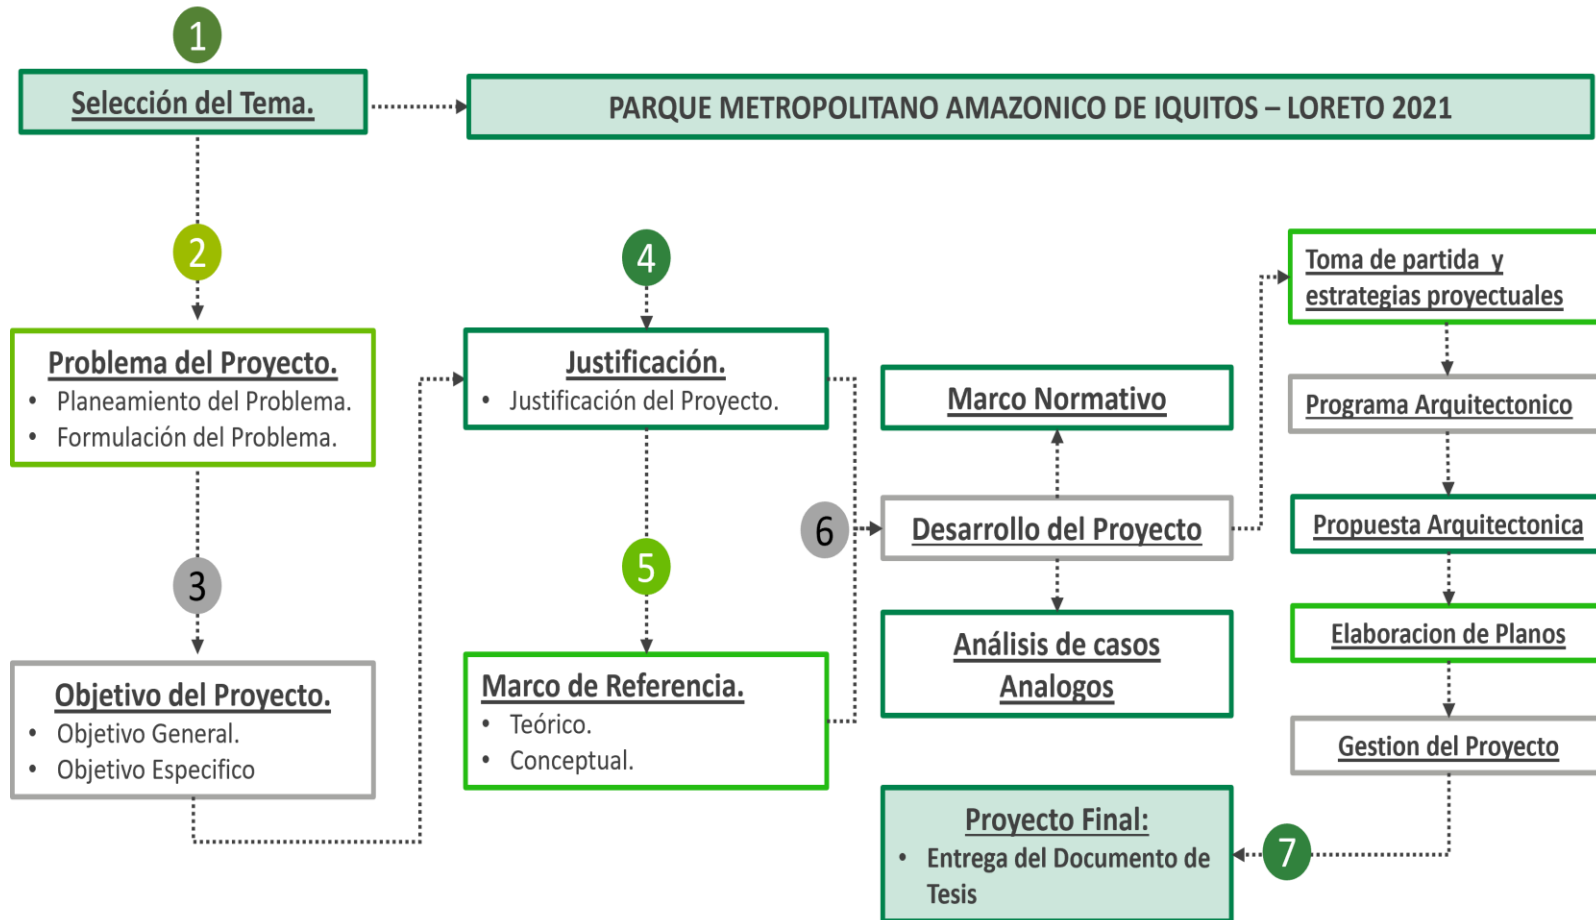 1
Selección del Tema.
PARQUE METROPOLITANO AMAZONICO DE IQUITOS – LORETO 2021
2
Problema del Proyecto.
• Planeamiento del Problema.
• Formulación del Problema.
3
Objetivo del Proyecto.
• Objetivo General.
• Objetivo Especifico
4
Justificación.
• Justificación del Proyecto.
5
Marco de Referencia.
• Teórico.
• Conceptual.
6
Marco Normativo
Desarrollo del Proyecto
Análisis de casos
Analogos
Toma de partida y
estrategias proyectuales
Programa Arquitectonico
Propuesta Arquitectonica
Elaboracion de Planos
Gestion del Proyecto
7
Proyecto Final:
• Entrega del Documento de
Tesis